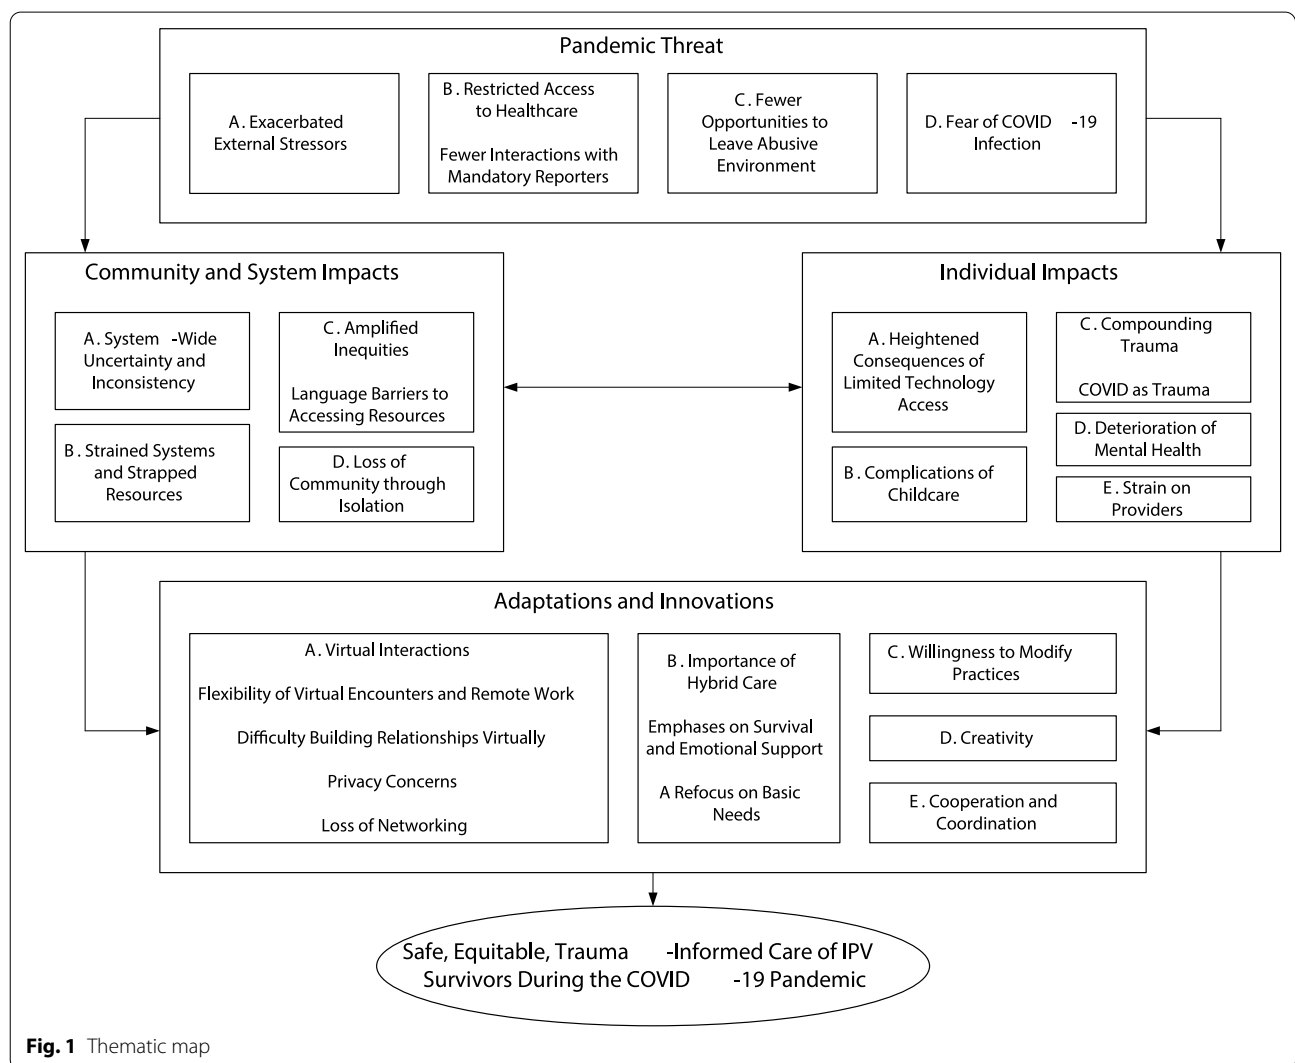 Pandemic Threat
A. Exacerbated
External Stressors
B. Restricted Access
to Healthcare
Fewer Interactions with
Mandatory Reporters
C. Fewer
Opportunities to
Leave Abusive
Environment
D. Fear of COVID -19
Infection
Community and System Impacts
A. System -Wide
Uncertainty and
Inconsistency
B. Strained Systems
and Strapped
Resources
C. Amplified
Inequities
Language Barriers to
Accessing Resources
D. Loss of
Community through
Isolation
Individual Impacts
A. Heightened
Consequences of
Limited Technology
Access
B. Complications of
Childcare
C. Compounding
Trauma
COVID as Trauma
D. Deterioration of
Mental Health
E. Strain on
Providers
Adaptations and Innovations
A. Virtual Interactions
Flexibility of Virtual Encounters and Remote Work
Difficulty Building Relationships Virtually
Privacy Concerns
Loss of Networking
B. Importance of
Hybrid Care
Emphases on Survival
and Emotional Support
A Refocus on Basic
Needs
C. Willingness to Modify
Practices
D. Creativity
E. Cooperation and
Coordination
Safe, Equitable, Trauma -Informed Care of IPV
Survivors During the COVID -19 Pandemic
Fig. 1 Thematic map